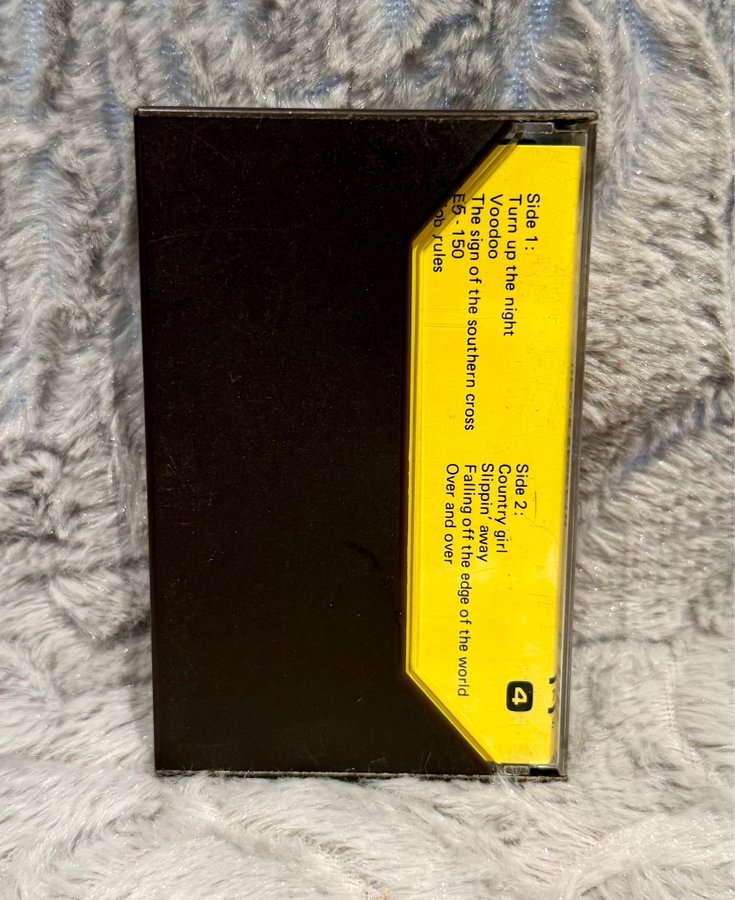 Side 1:
Turn up the night
Voodoo
The sign of the southern cross
E5 - 150
ob rules
Side 2:
Country girl
Slippin' away
Falling off the edge of the world
Over and over
4